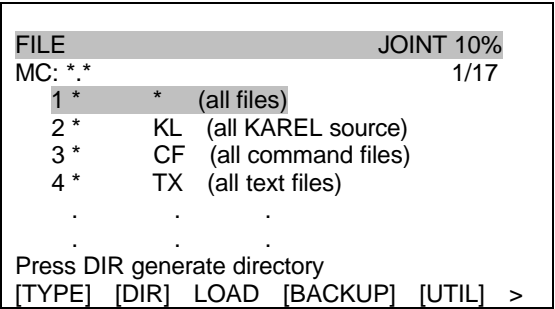 FILE JOINT 10%
MC: *.* 1/17
1 * * (all files)
2 * KL (all KAREL source)
3 * CF (all command files)
4 * TX (all text files)
. . .
. . .
Press DIR generate directory
[TYPE] [DIR] LOAD [BACKUP] [UTIL] >